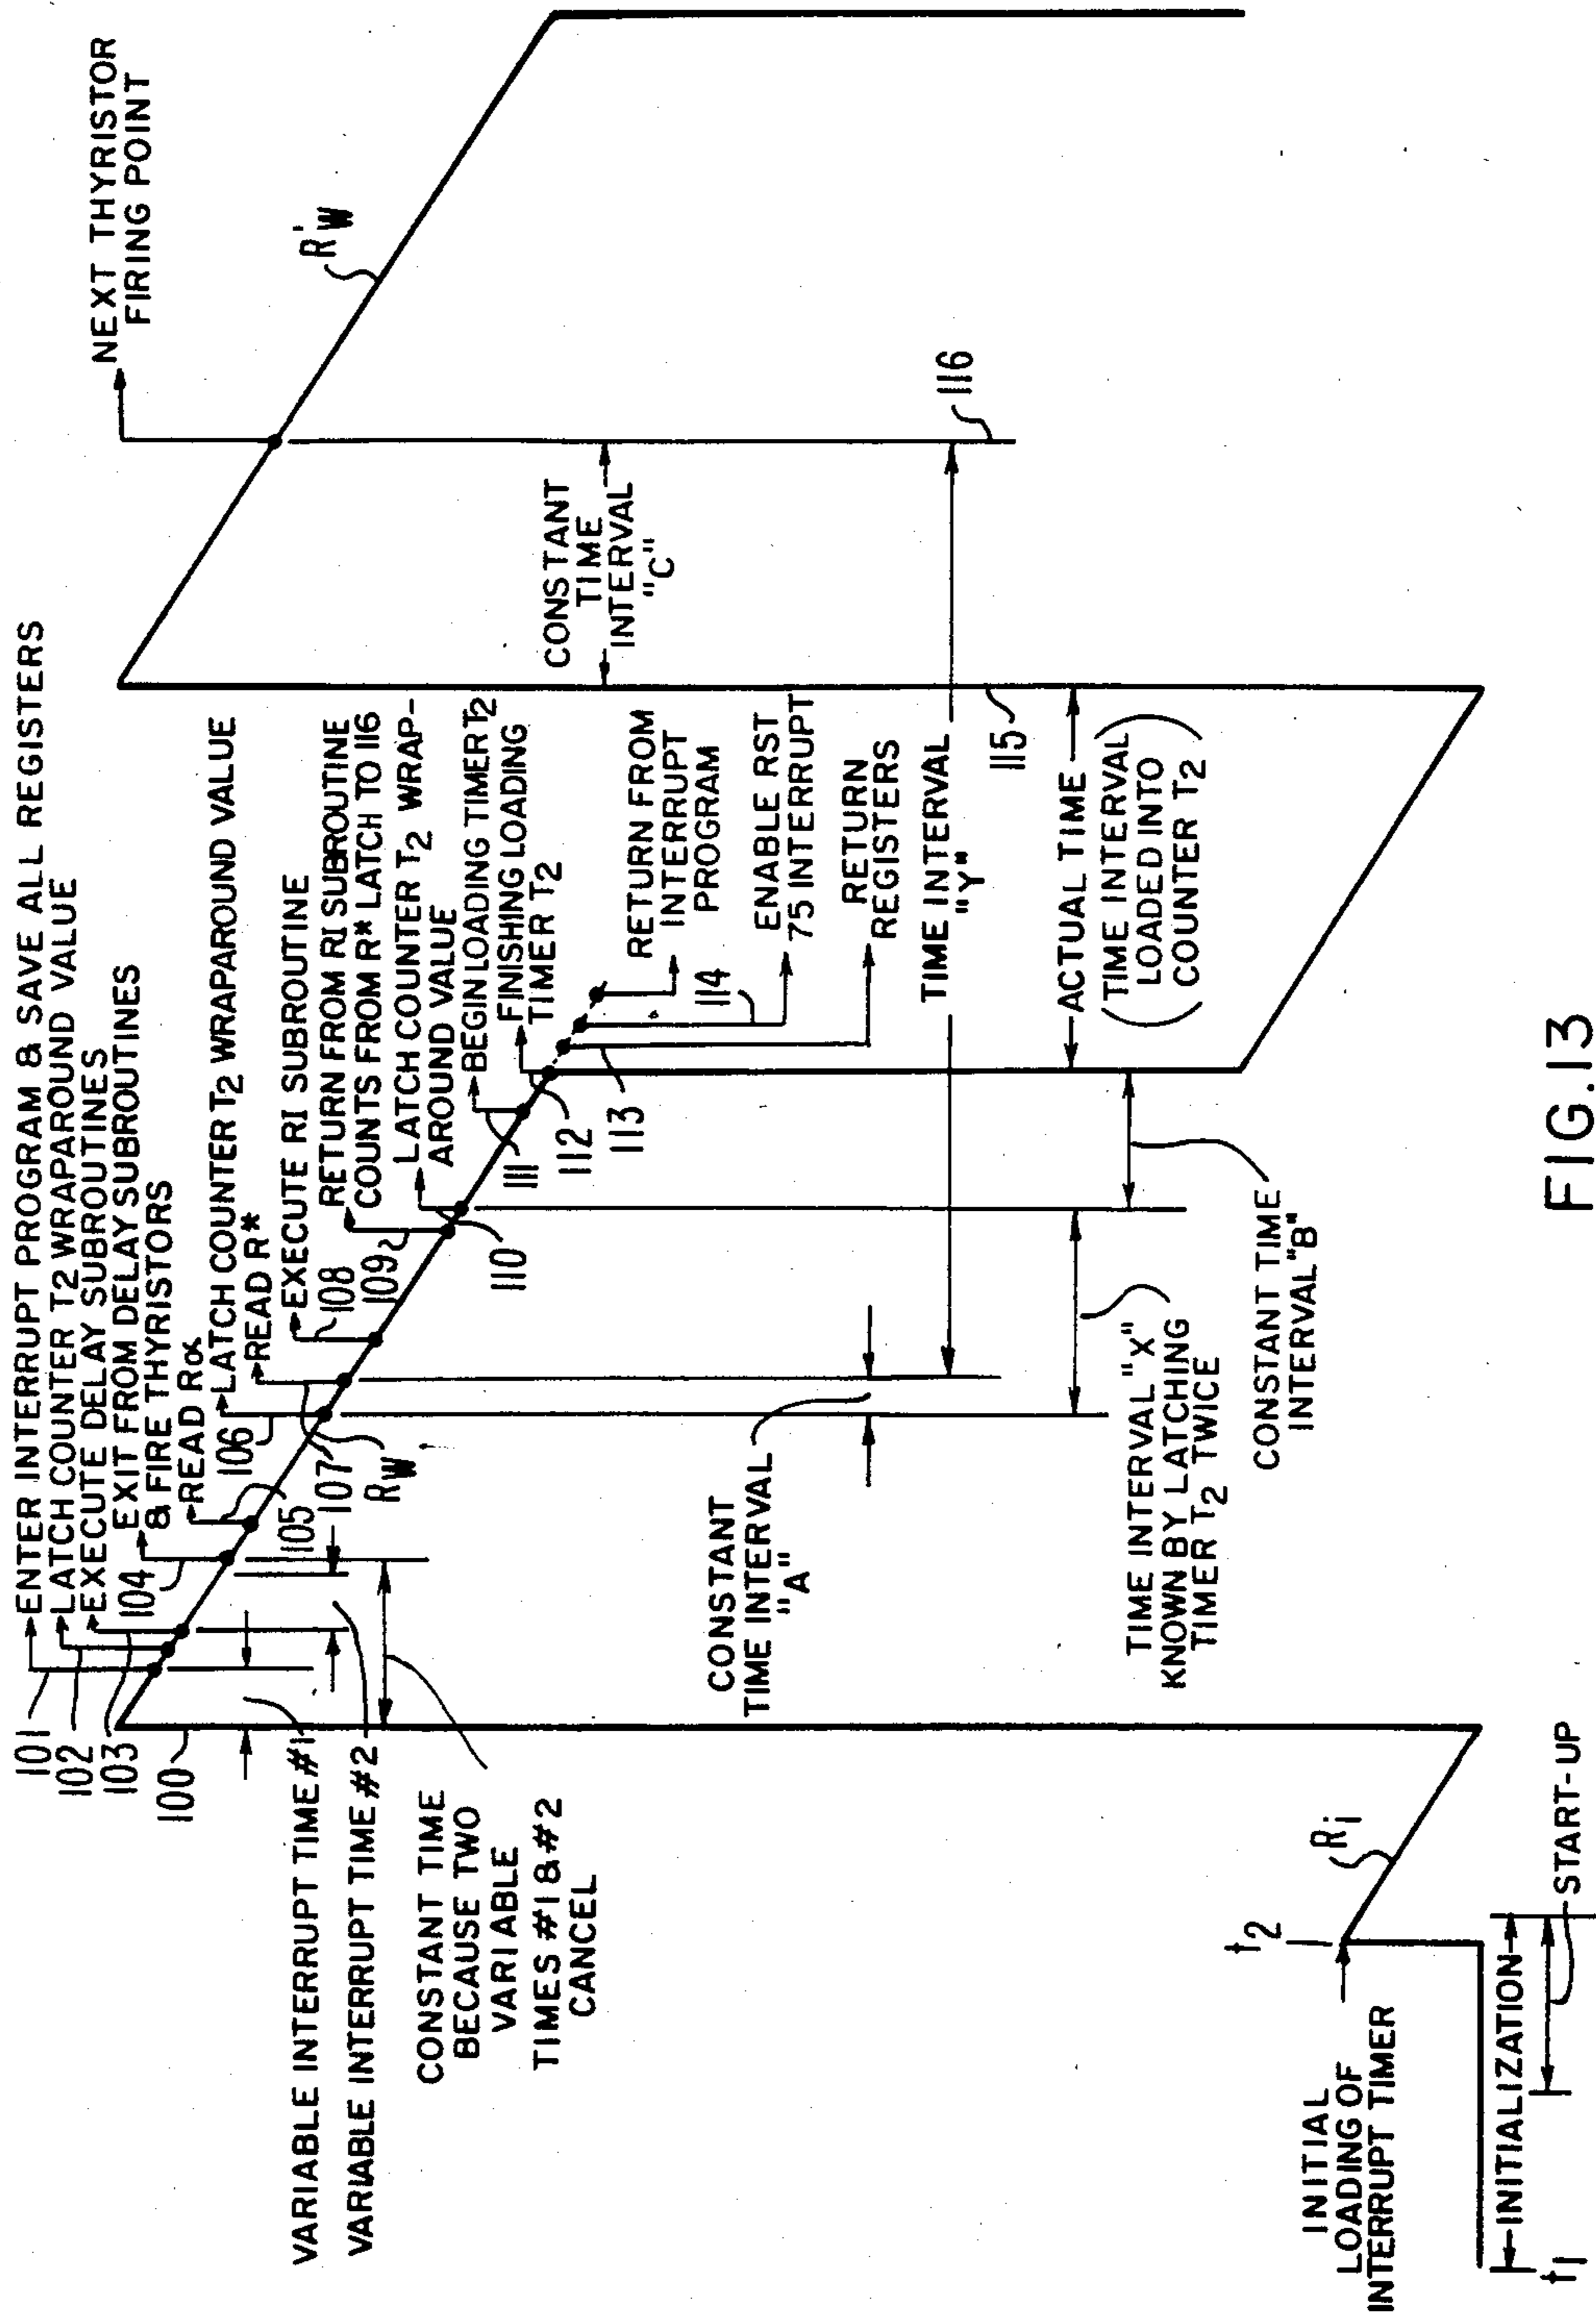 101
ENTER INTERRUPT PROGRAM & SAVE ALL REGISTERS
102
LATCH COUNTER T2 WRAPAROUND VALUE
103
EXECUTE DELAY SUBROUTINES
104
EXIT FROM DELAY SUBROUTINES
& FIRE THYRISTORS
100
105
READ Rα
106
LATCH COUNTER T2 WRAPAROUND VALUE
107
READ R*
RW
108
EXECUTE RI SUBROUTINE
109
RETURN FROM RI SUBROUTINE
COUNTS FROM R* LATCH TO 116
110
LATCH COUNTER T2 WRAP-
AROUND VALUE
111
BEGIN LOADING TIMER T2
112
FINISHING LOADING
TIMER T2
113
114
RETURN FROM
INTERRUPT
PROGRAM
ENABLE RST
75 INTERRUPT
RETURN
REGISTERS
NEXT THYRISTOR
FIRING POINT
R'W
CONSTANT
TIME
INTERVAL
"C"
116
115
TIME INTERVAL
"Y"
ACTUAL TIME
(TIME INTERVAL
LOADED INTO
COUNTER T2)
VARIABLE INTERRUPT TIME #1
VARIABLE INTERRUPT TIME #2
CONSTANT TIME
BECAUSE TWO
VARIABLE
TIMES #1 & #2
CANCEL
CONSTANT
TIME INTERVAL
"A"
TIME INTERVAL "X"
KNOWN BY LATCHING
TIMER T2 TWICE
CONSTANT TIME
INTERVAL "B"
t2
Ri
INITIAL
LOADING OF
INTERRUPT TIMER
INITIALIZATION
START-UP
t1
FIG.13